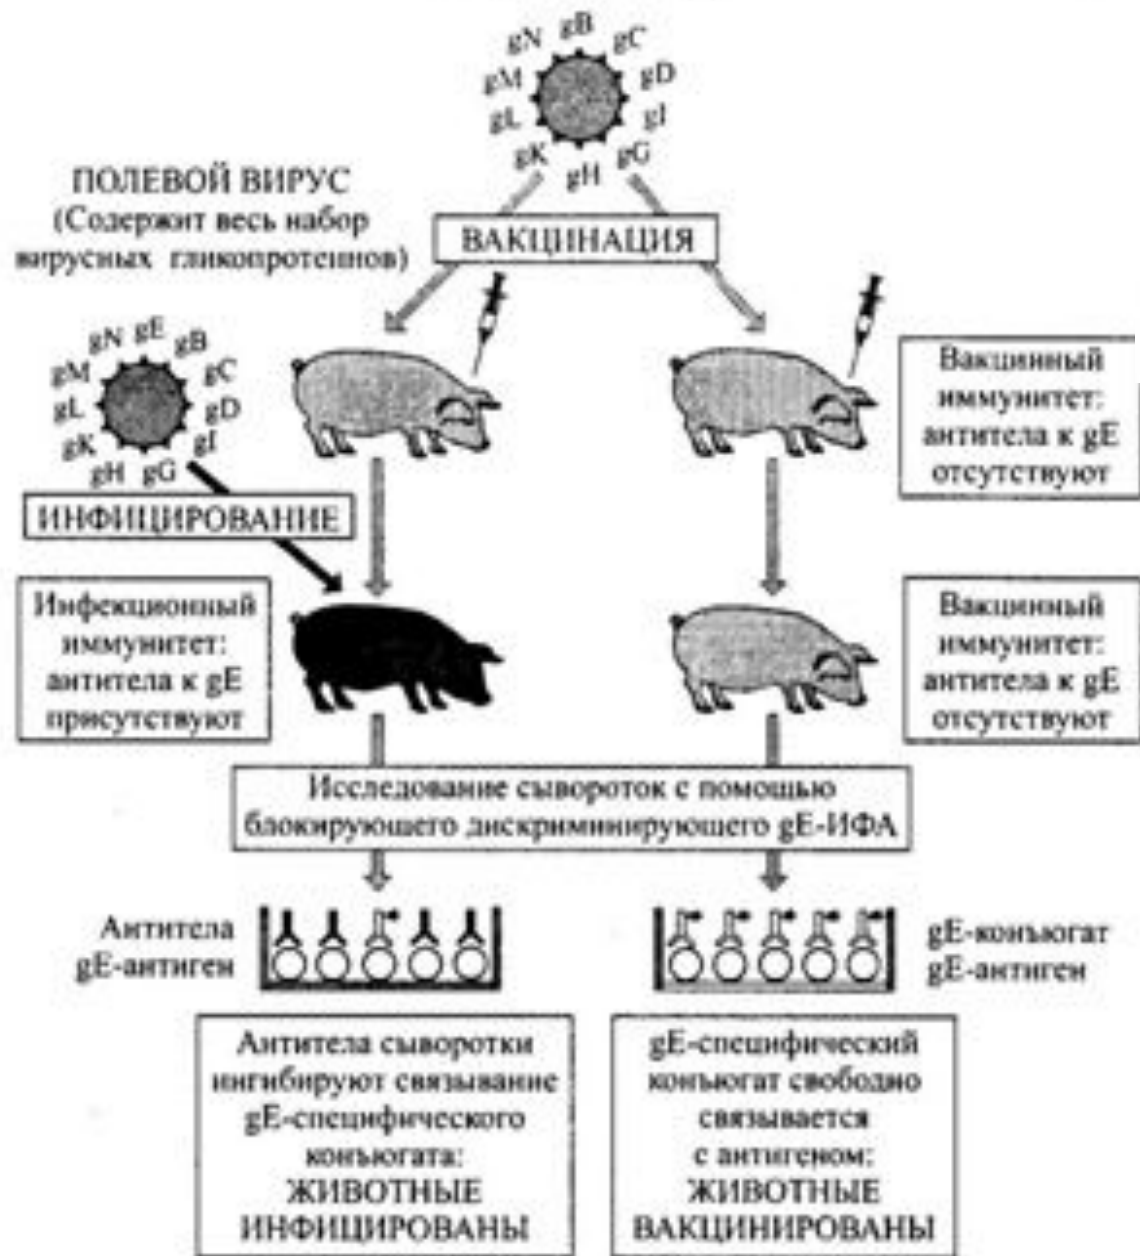 gN gB gC
gM gD
gL gI
gK gH gG
ПОЛЕВОЙ ВИРУС
(Содержит весь набор
вирусных гликопротеинов)
ВАКЦИНАЦИЯ
gN gE gB
gM gC
gL gD
gK gI
gH gG
ИНФИЦИРОВАНИЕ
Вакцинный
иммунитет:
антитела к gE
отсутствуют
Инфекционный
иммунитет:
антитела к gE
присутствуют
Вакцинный
иммунитет:
антитела к gE
отсутствуют
Исследование сывороток с помощью
блокирующего дискриминирующего gE-ИФА
Антитела
gE-антиген
gE-конъюгат
gE-антиген
Антитела сыворотки
ингибируют связывание
gE-специфического
конъюгата:
ЖИВОТНЫЕ
ИНФИЦИРОВАНЫ
gE-специфический
конъюгат свободно
связывается
с антигеном:
ЖИВОТНЫЕ
ВАКЦИНИРОВАНЫ